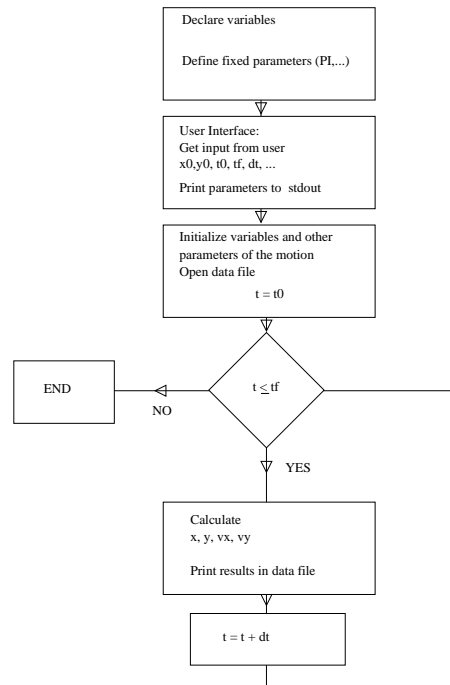 Declare variables
Define fixed parameters (PI,...)
User Interface:
Get input from user
x0,y0, t0, tf, dt, ...
Print parameters to stdout
Initialize variables and other
parameters of the motion
Open data file
t = t0
t ≤ tf
END
NO
YES
Calculate
x, y, vx, vy
Print results in data file
t = t + dt